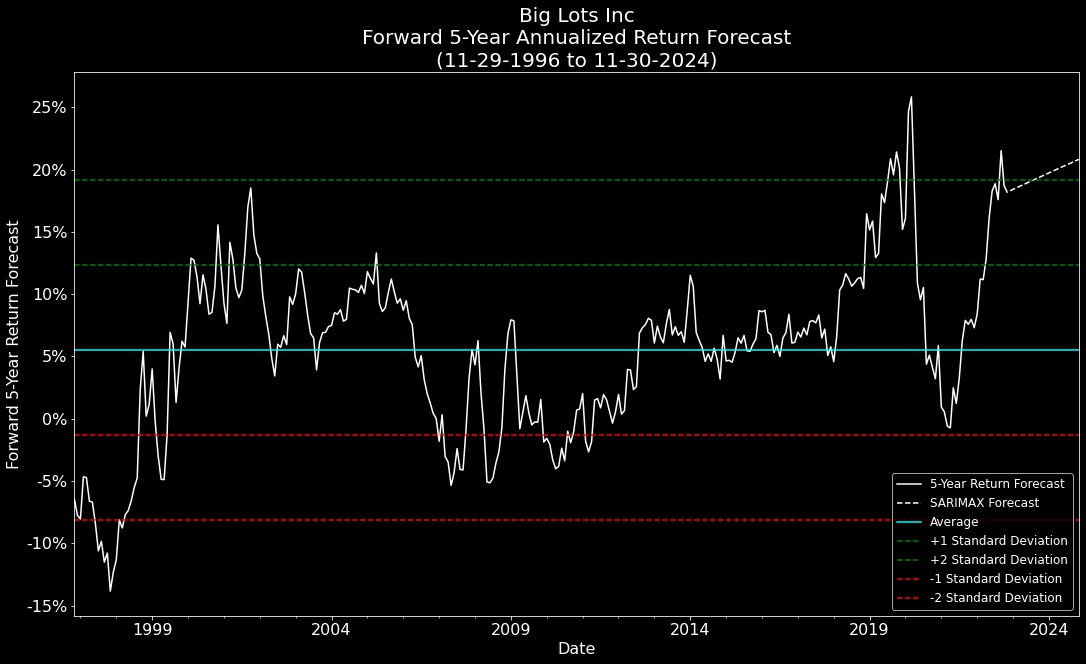 Big Lots Inc
Forward 5-Year Annualized Return Forecast
(11-29-1996 to 11-30-2024)
Forward 5-Year Return Forecast
25%
20%
15%
10%
5%
0%
-5%
-10%
-15%
5-Year Return Forecast
SARIMAX Forecast
Average
+1 Standard Deviation
+2 Standard Deviation
-1 Standard Deviation
-2 Standard Deviation
1999 2004 2009 2014 2019 2024
Date